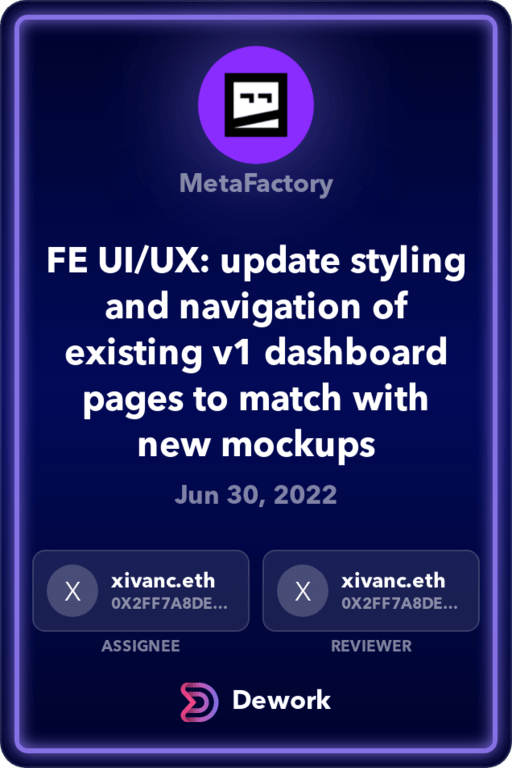 MetaFactory
FE UI/UX: update styling
and navigation of
existing v1 dashboard
pages to match with
new mockups
Jun 30, 2022
X xivanc.eth
0X2FF7A8DE...
ASSIGNEE
X xivanc.eth
0X2FF7A8DE...
REVIEWER
Dework